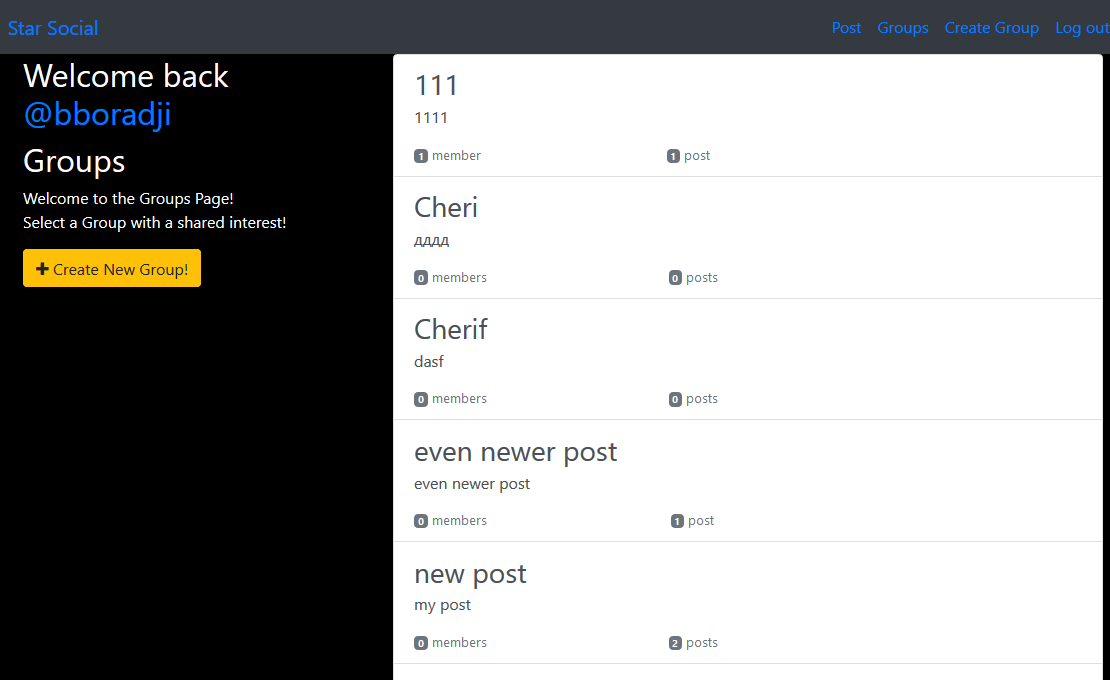 Star Social
Post Groups Create Group Log out
Welcome back
@bboradji
Groups
Welcome to the Groups Page!
Select a Group with a shared interest!
Create New Group!
111
1111
1 member 1 post
Cheri
дддд
0 members 0 posts
Cherif
dasf
0 members 0 posts
even newer post
even newer post
0 members 1 post
new post
my post
0 members 2 posts